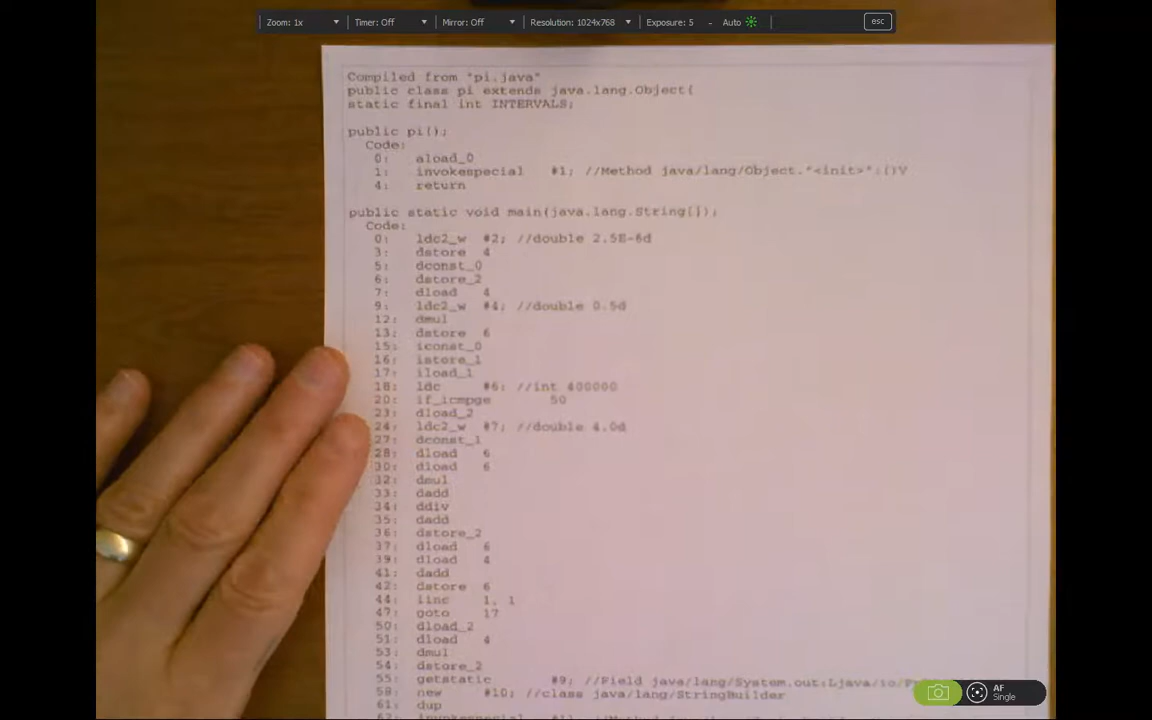 Zoom: 1x Timer: Off Mirror: Off Resolution: 1024x768 Exposure: 5 - Auto esc
Compiled from "pi.java"
public class pi extends java.lang.Object{
static final int INTERVALS;
public pi();
Code:
0: aload_0
1: invokespecial #1; //Method java/lang/Object."<init>":()V
4: return
public static void main(java.lang.String[]);
Code:
0: ldc2_w #2; //double 2.5E-6d
3: dstore 4
5: dconst_0
6: dstore_2
7: dload 4
9: ldc2_w #4; //double 0.5d
12: dmul
13: dstore 6
15: iconst_0
16: istore_1
17: iload_1
18: ldc #6; //int 400000
20: if_icmpge 50
23: dload_2
24: ldc2_w #7; //double 4.0d
27: dconst_1
28: dload 6
30: dload 6
32: dmul
33: dadd
34: ddiv
35: dadd
36: dstore_2
37: dload 6
39: dload 4
41: dadd
42: dstore 6
44: iinc 1, 1
47: goto 17
50: dload_2
51: dload 4
53: dmul
54: dstore_2
55: getstatic #9; //Field java/lang/System.out:Ljava/io/
58: new #10; //class java/lang/StringBuilder
61: dup
AF
Single